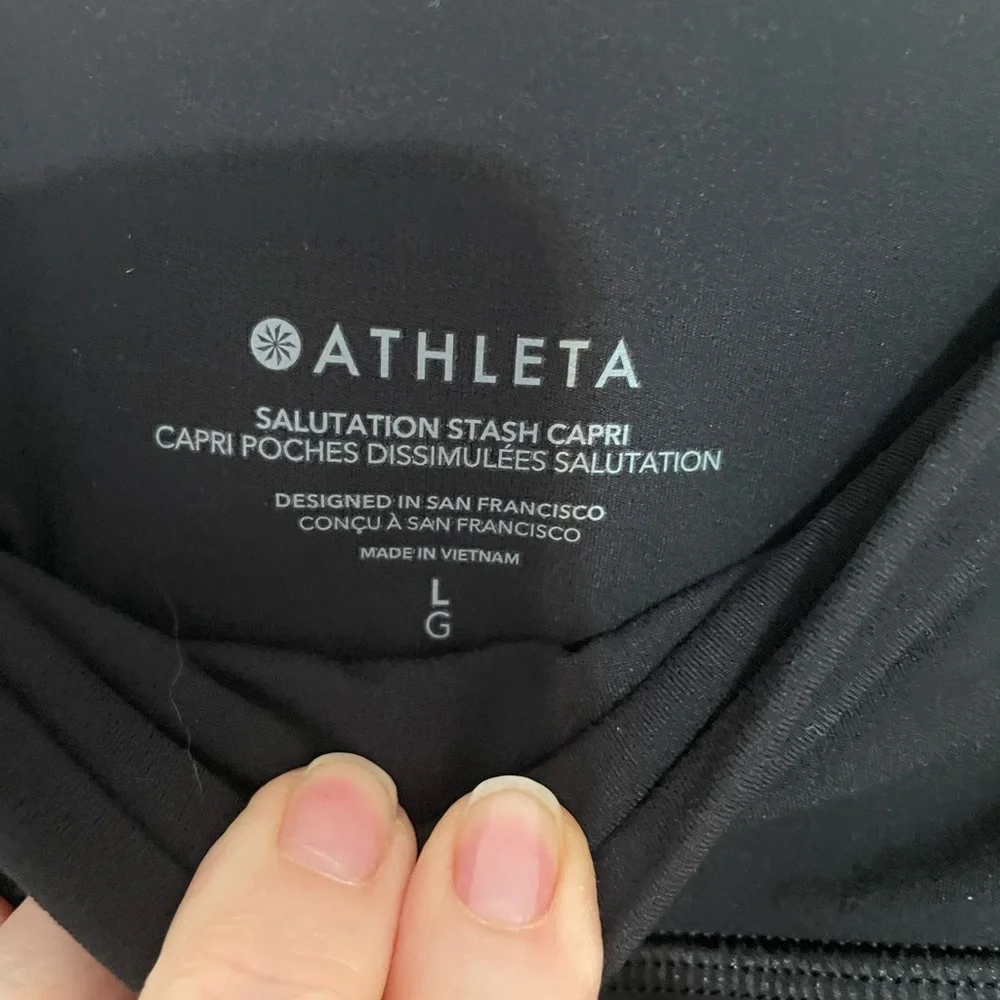 ATHLETA
SALUTATION STASH CAPRI
CAPRI POCHES DISSIMULÉES SALUTATION
DESIGNED IN SAN FRANCISCO
CONÇU À SAN FRANCISCO
MADE IN VIETNAM
L
G